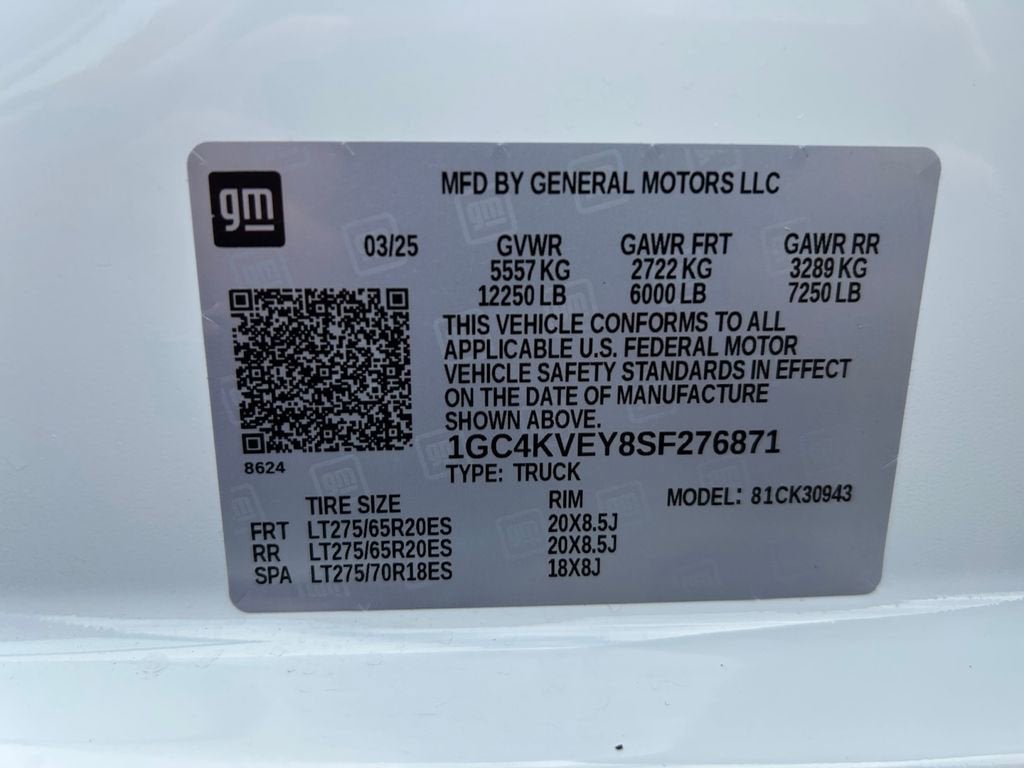 gm
MFD BY GENERAL MOTORS LLC
03/25 GVWR GAWR FRT GAWR RR
5557 KG 2722 KG 3289 KG
12250 LB 6000 LB 7250 LB
THIS VEHICLE CONFORMS TO ALL
APPLICABLE U.S. FEDERAL MOTOR
VEHICLE SAFETY STANDARDS IN EFFECT
ON THE DATE OF MANUFACTURE
SHOWN ABOVE.
1GC4KVEY8SF276871
8624
TYPE: TRUCK
TIRE SIZE RIM MODEL: 81CK30943
FRT LT275/65R20ES 20X8.5J
RR LT275/65R20ES 20X8.5J
SPA LT275/70R18ES 18X8J